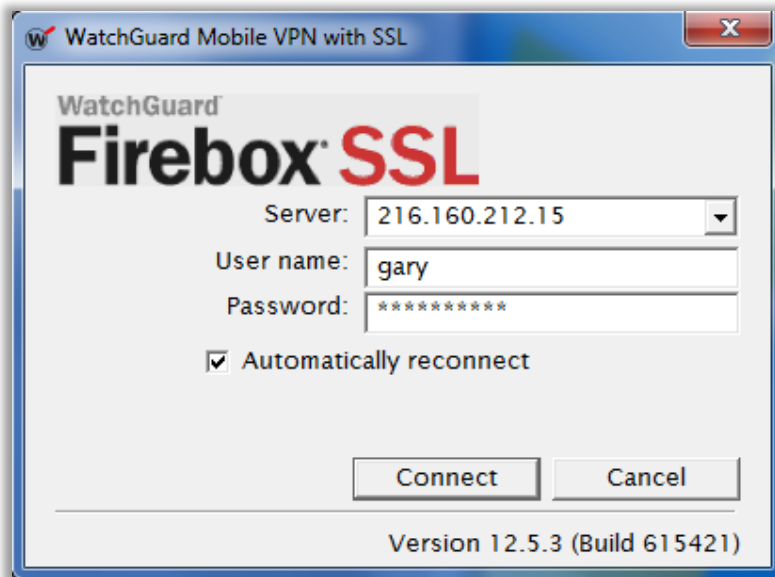 WatchGuard Mobile VPN with SSL
WatchGuard
Firebox SSL
Server: 216.160.212.15
User name: gary
Password: **********
Automatically reconnect
Connect Cancel
Version 12.5.3 (Build 615421)